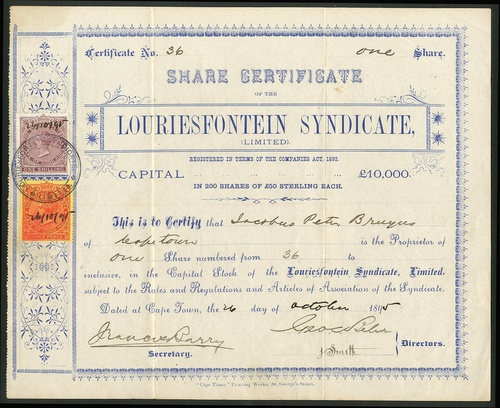 Certificate No. 36 one Share.
SHARE CERTIFICATE
OF THE
LOURIESFONTEIN SYNDICATE,
(LIMITED).
REGISTERED IN TERMS OF THE COMPANIES ACT, 1892.
CAPITAL ... ... ... ... £10,000.
IN 200 SHARES OF £50 STERLING EACH.
This is to Certify that Jacobus Peter
of Capetown is the Proprietor of
one Share numbered from 36 to
inclusive, in the Capital Stock of the Louriesfontein Syndicate, Limited,
subject to the Rules and Regulations and Articles of Association of the Syndicate.
Dated at Cape Town, the 26 day of october 1895
Francis Parry
Secretary.
J Smith
Directors.
"Cape Times" Printing Works, St. George's Street.
ONE SHILLING